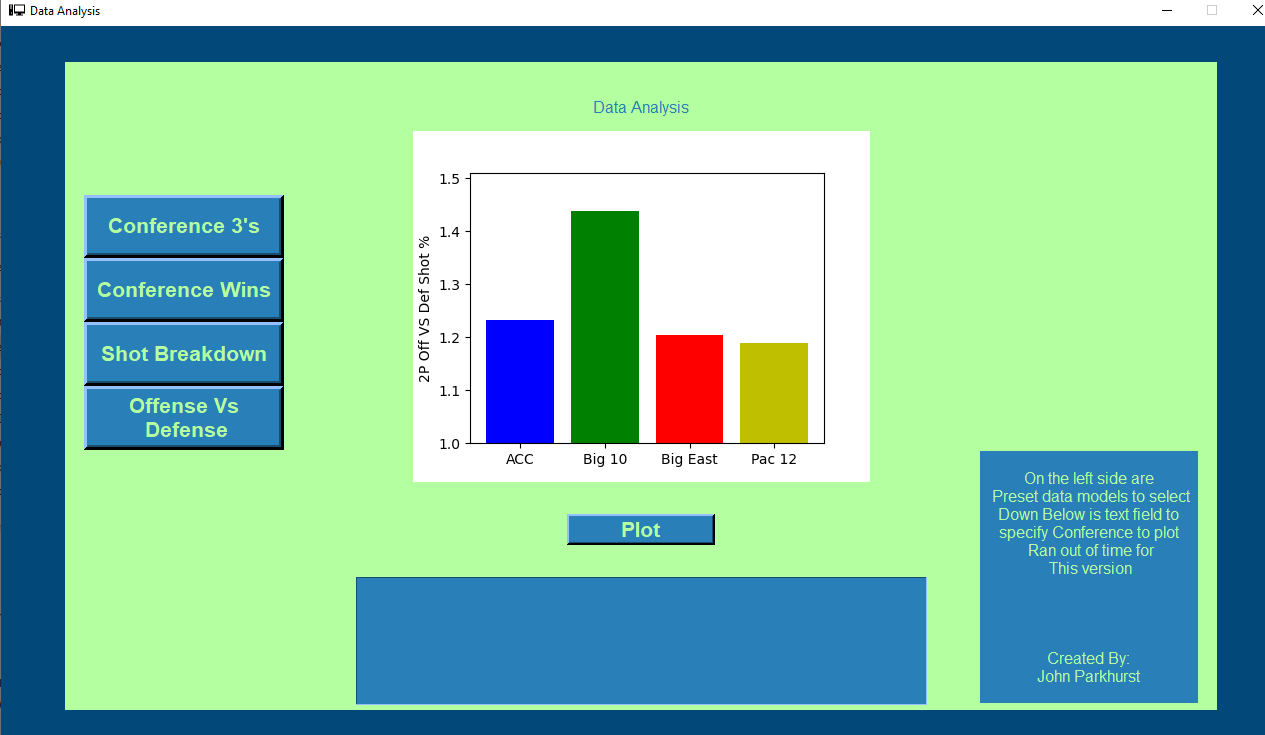 Data Analysis
Data Analysis
Conference 3's
Conference Wins
Shot Breakdown
Offense Vs
Defense
2P Off VS Def Shot %
1.5
1.4
1.3
1.2
1.1
1.0
ACC Big 10 Big East Pac 12
Plot
On the left side are
Preset data models to select
Down Below is text field to
specify Conference to plot
Ran out of time for
This version
Created By:
John Parkhurst